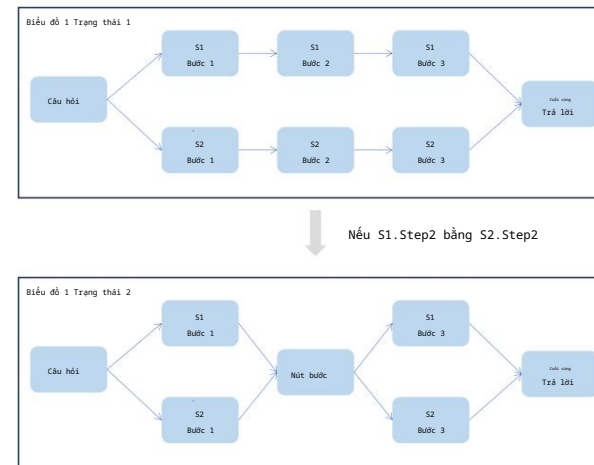 Biểu đồ 1 Trạng thái 1
S1
Bước 1
S1
Bước 2
S1
Bước 3
Câu hỏi
Cuối cùng
Trả lời
S2
Bước 1
S2
Bước 2
S2
Bước 3
Nếu S1.Step2 bằng S2.Step2
Biểu đồ 1 Trạng thái 2
S1
Bước 1
S1
Bước 3
Câu hỏi
Nút bước
Cuối cùng
Trả lời
S2
Bước 1
S2
Bước 3